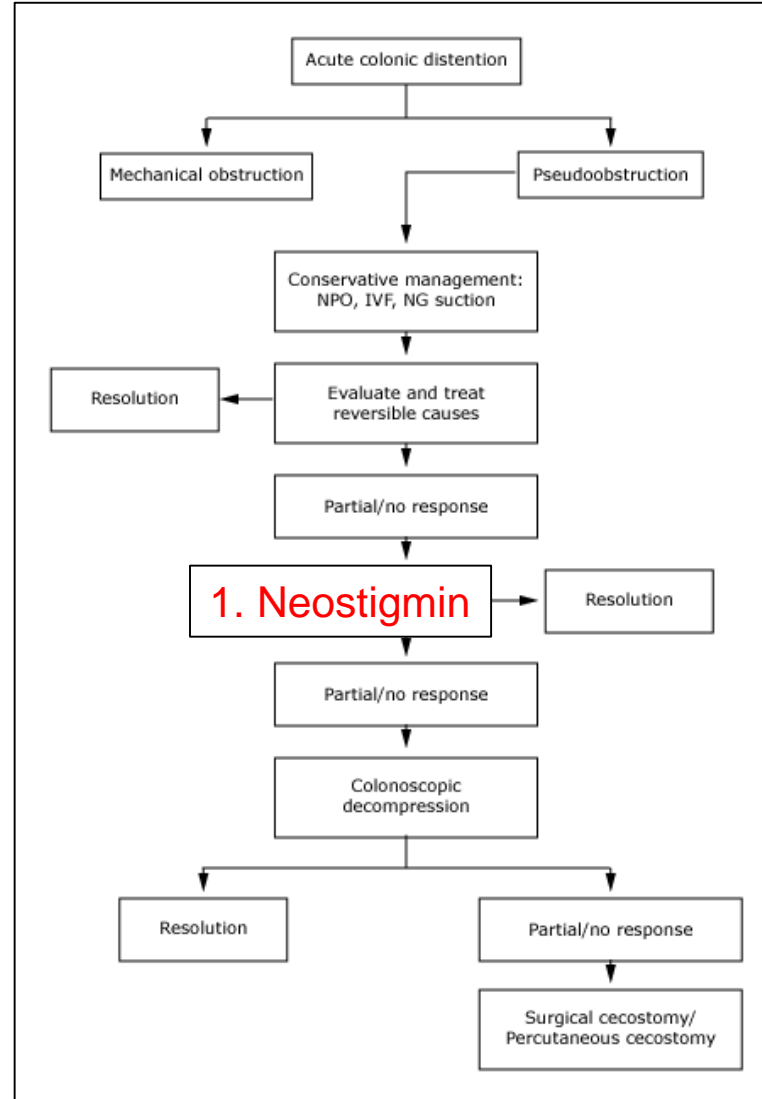 Acute colonic distention
Mechanical obstruction
Pseudoobstruction
Conservative management:
NPO, IVF, NG suction
Resolution
Evaluate and treat
reversible causes
Partial/no response
1. Neostigmin
Resolution
Partial/no response
Colonoscopic
decompression
Resolution
Partial/no response
Surgical cecostomy/
Percutaneous cecostomy